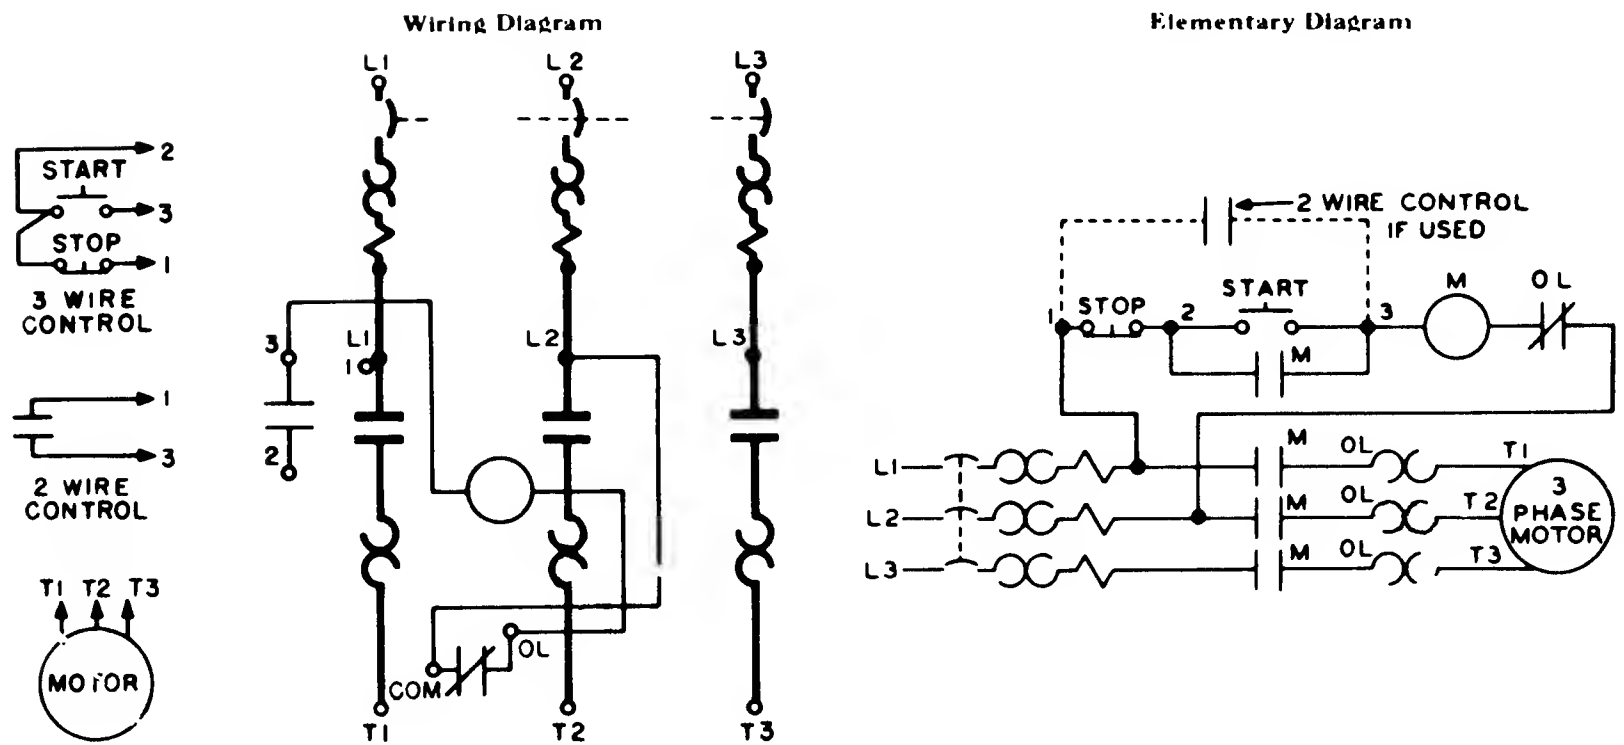 Wiring Diagram
L1 L2 L3
2
START
3
STOP
1
3 WIRE
CONTROL
1
3
2 WIRE
CONTROL
T1 T2 T3
MOTOR
3
L1
1
L2
L3
2
OL
COM
T1 T2 T3
Elementary Diagram
2 WIRE CONTROL
IF USED
1 STOP 2 START 3 M OL
M
L1 M OL T1
L2 M OL T2
L3 M OL T3
3
PHASE
MOTOR